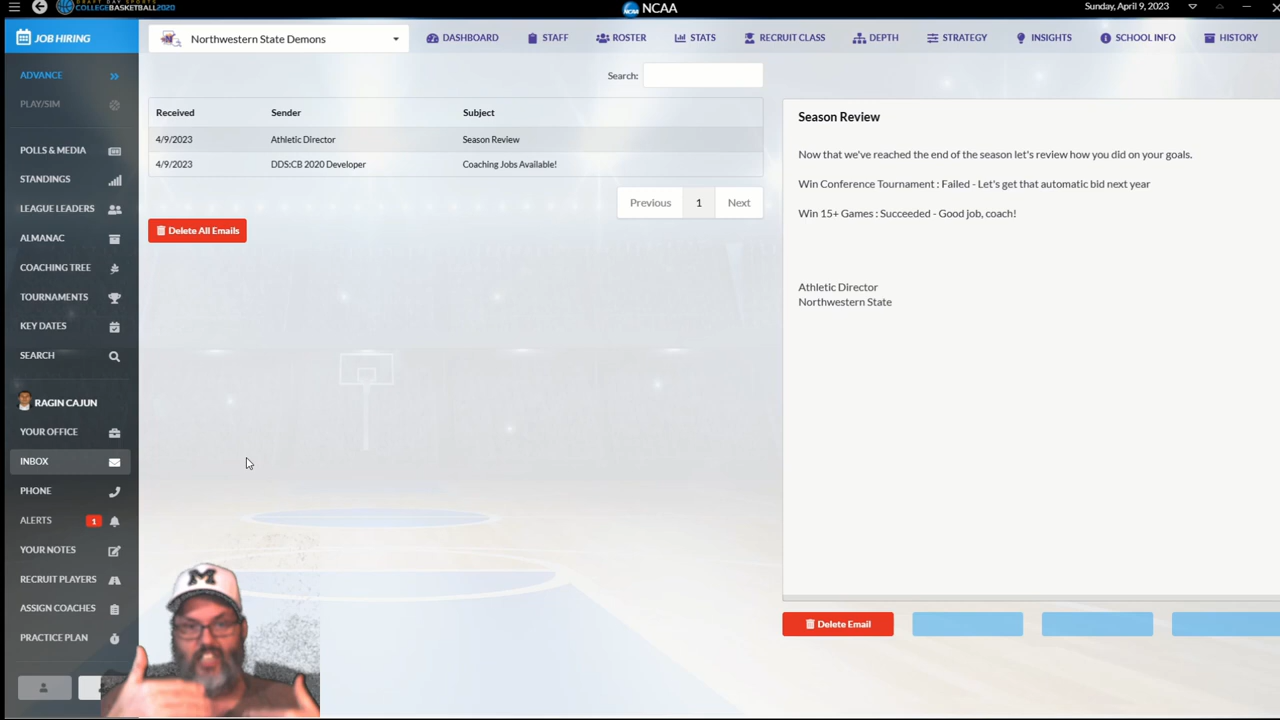 DRAFT DAY SPORTS
COLLEGEBASKETBALL2020
NCAA
Sunday, April 9, 2023
JOB HIRING
Northwestern State Demons
DASHBOARD
STAFF
ROSTER
STATS
RECRUIT CLASS
DEPTH
STRATEGY
INSIGHTS
SCHOOL INFO
HISTORY
ADVANCE
PLAY/SIM
POLLS & MEDIA
STANDINGS
LEAGUE LEADERS
ALMANAC
COACHING TREE
TOURNAMENTS
KEY DATES
SEARCH
RAGIN CAJUN
YOUR OFFICE
INBOX
PHONE
ALERTS 1
YOUR NOTES
RECRUIT PLAYERS
ASSIGN COACHES
PRACTICE PLAN
Search:
Received Sender Subject
4/9/2023 Athletic Director Season Review
4/9/2023 DDS:CB 2020 Developer Coaching Jobs Available!
Previous 1 Next
Delete All Emails
Season Review
Now that we've reached the end of the season let's review how you did on your goals.
Win Conference Tournament : Failed - Let's get that automatic bid next year
Win 15+ Games : Succeeded - Good job, coach!
Athletic Director
Northwestern State
Delete Email
M